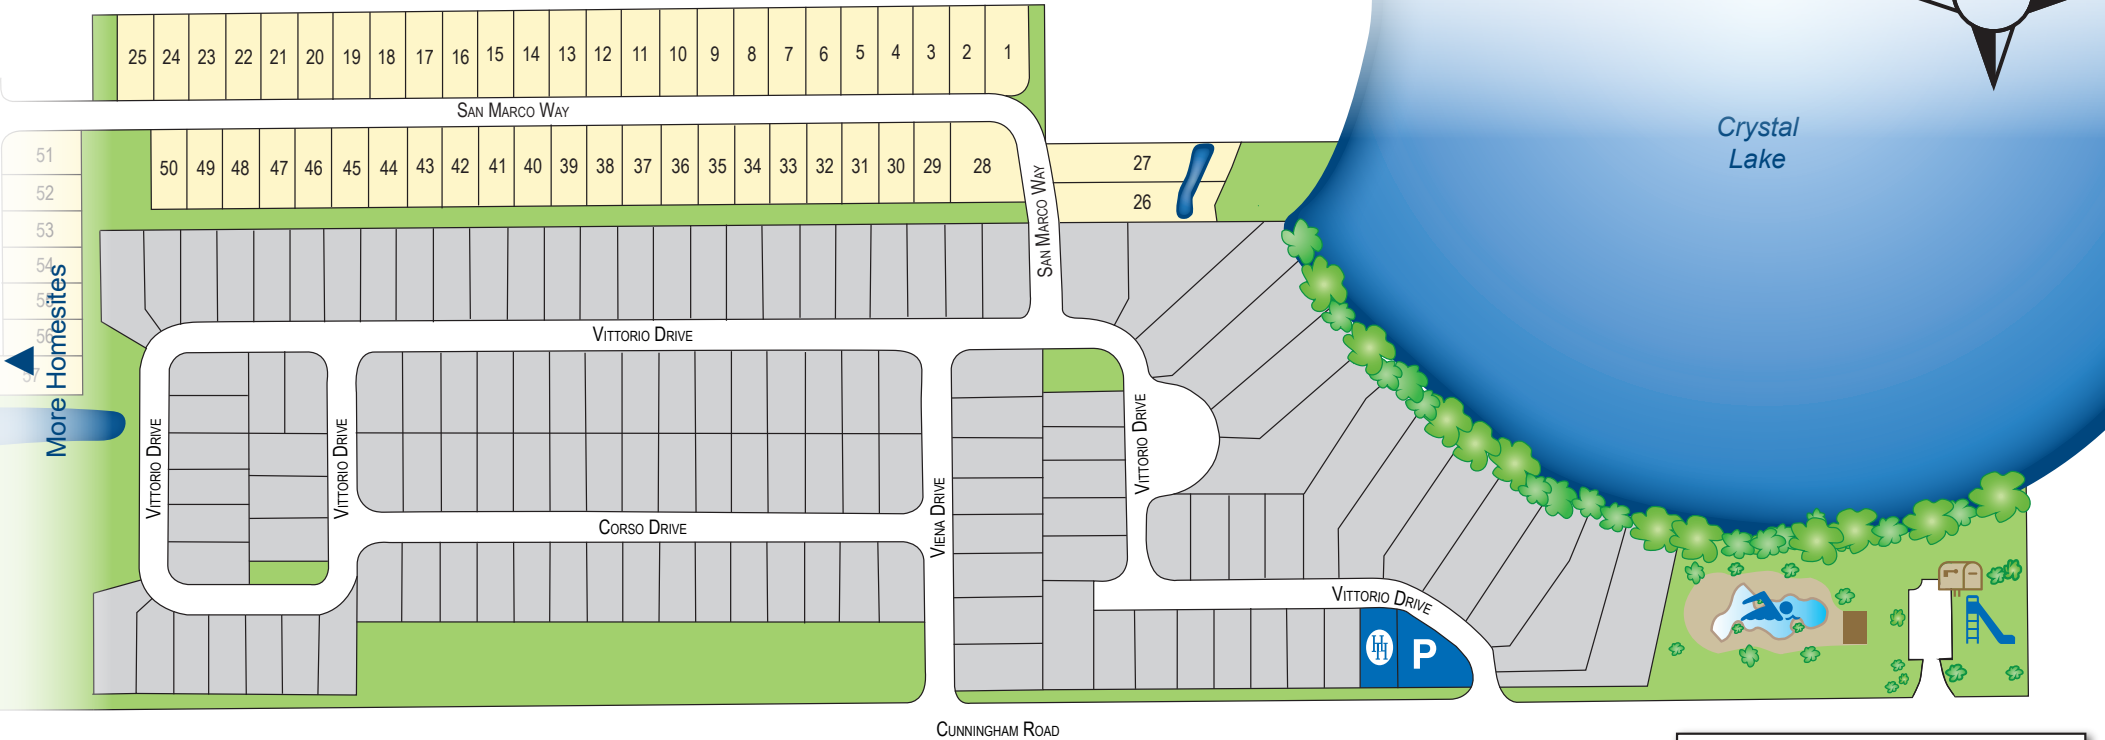 25 24 23 22 21 20 19 18 17 16 15 14 13 12 11 10 9 8 7 6 5 4 3 2 1
San Marco Way
Crystal
Lake
51
52
53
54
55
56
57
50 49 48 47 46 45 44 43 42 41 40 39 38 37 36 35 34 33 32 31 30 29 28
27
26
San Marco Way
More Homesites
Vittorio Drive
Vittorio Drive
Vittorio Drive
Vittorio Drive
Viena Drive
Corso Drive
Vittorio Drive
HH
P
Cunningham Road